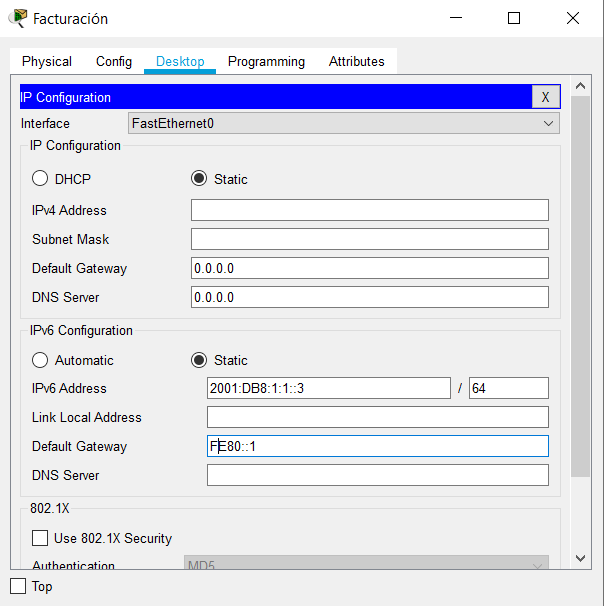 Facturación
Physical Config Desktop Programming Attributes
IP Configuration X
Interface FastEthernet0
IP Configuration
DHCP Static
IPv4 Address
Subnet Mask
Default Gateway 0.0.0.0
DNS Server 0.0.0.0
IPv6 Configuration
Automatic Static
IPv6 Address 2001:DB8:1:1::3 / 64
Link Local Address
Default Gateway FE80::1
DNS Server
802.1X
Use 802.1X Security
Authentication MD5
Top